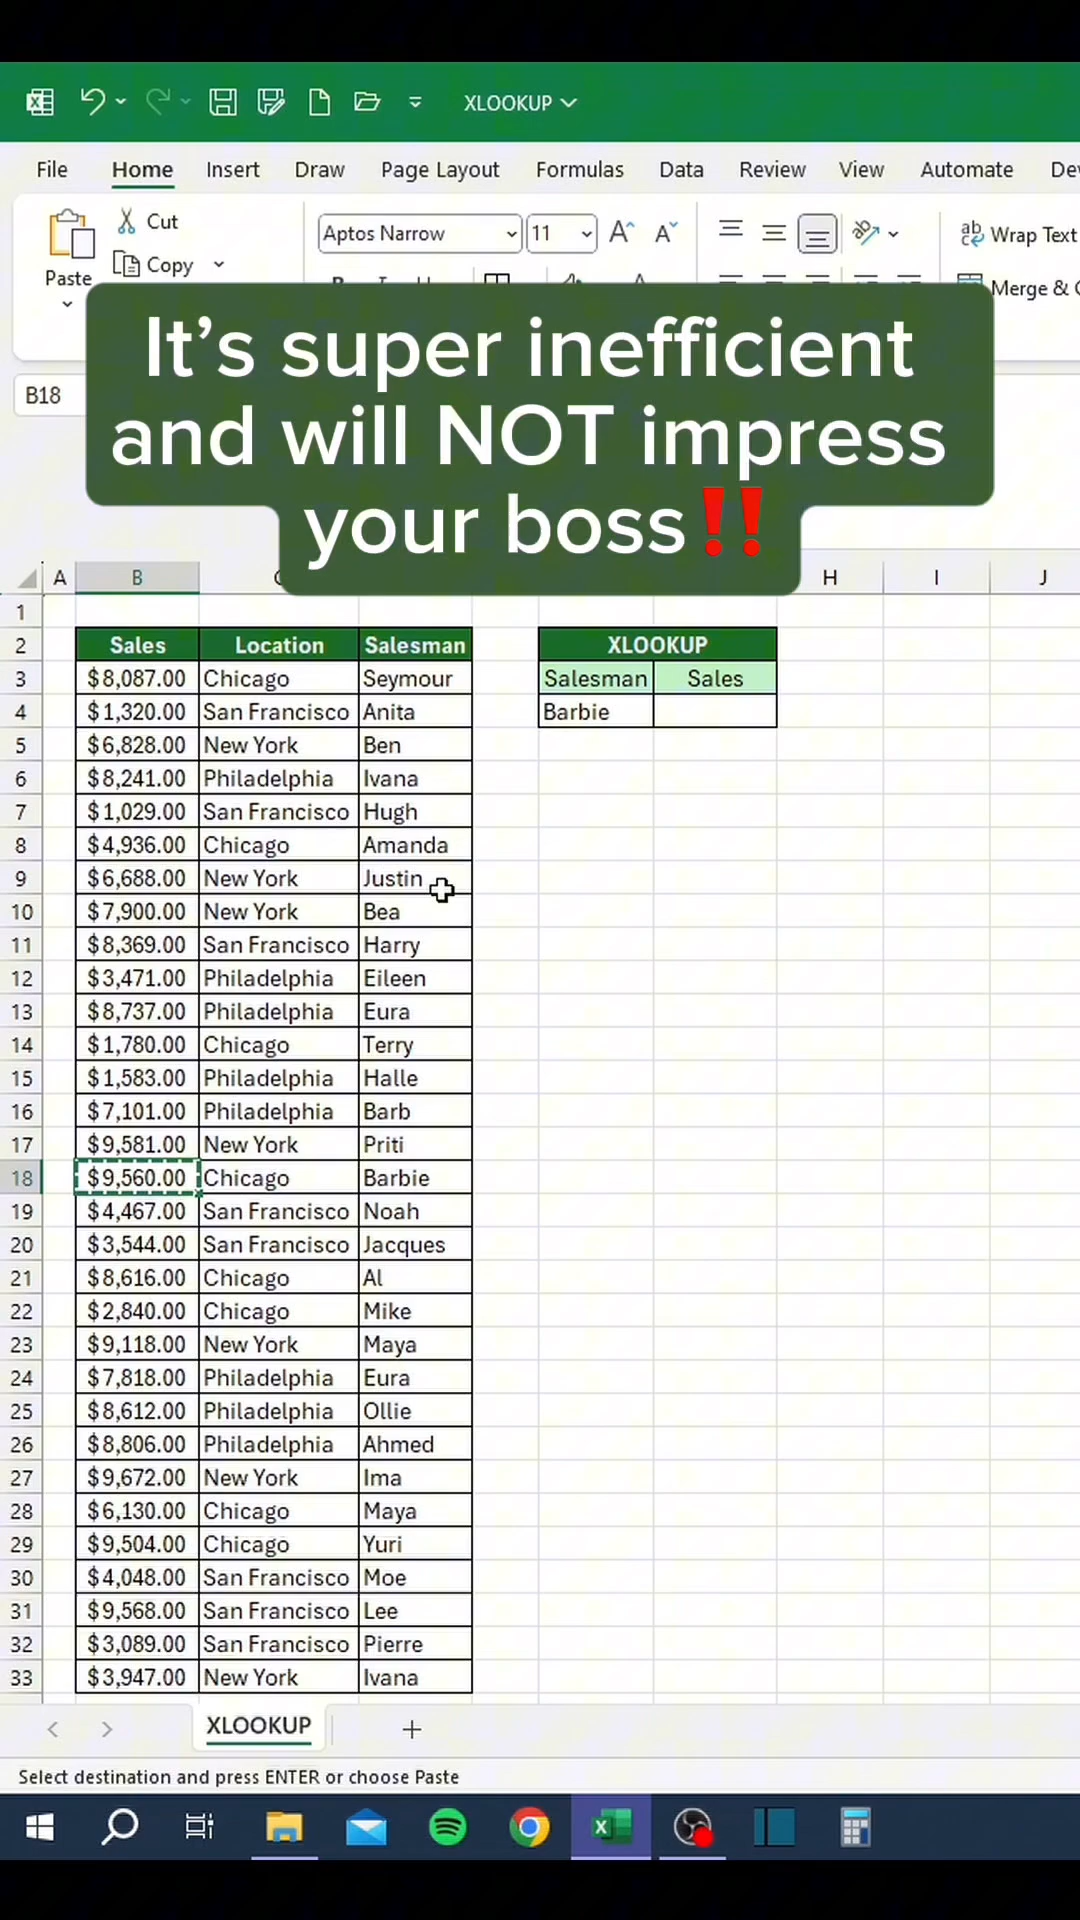 XLOOKUP
File Home Insert Draw Page Layout Formulas Data Review View Automate
Paste
Cut
Copy
Aptos Narrow 11
Wrap Text
It’s super inefficient
and will NOT impress
your boss‼️
B18
A B H I J
1
2 Sales Location Salesman XLOOKUP
3 $8,087.00 Chicago Seymour Salesman Sales
4 $1,320.00 San Francisco Anita Barbie
5 $6,828.00 New York Ben
6 $8,241.00 Philadelphia Ivana
7 $1,029.00 San Francisco Hugh
8 $4,936.00 Chicago Amanda
9 $6,688.00 New York Justin
10 $7,900.00 New York Bea
11 $8,369.00 San Francisco Harry
12 $3,471.00 Philadelphia Eileen
13 $8,737.00 Philadelphia Eura
14 $1,780.00 Chicago Terry
15 $1,583.00 Philadelphia Halle
16 $7,101.00 Philadelphia Barb
17 $9,581.00 New York Priti
18 $9,560.00 Chicago Barbie
19 $4,467.00 San Francisco Noah
20 $3,544.00 San Francisco Jacques
21 $8,616.00 Chicago Al
22 $2,840.00 Chicago Mike
23 $9,118.00 New York Maya
24 $7,818.00 Philadelphia Eura
25 $8,612.00 Philadelphia Ollie
26 $8,806.00 Philadelphia Ahmed
27 $9,672.00 New York Ima
28 $6,130.00 Chicago Maya
29 $9,504.00 Chicago Yuri
30 $4,048.00 San Francisco Moe
31 $9,568.00 San Francisco Lee
32 $3,089.00 San Francisco Pierre
33 $3,947.00 New York Ivana
XLOOKUP
Select destination and press ENTER or choose Paste